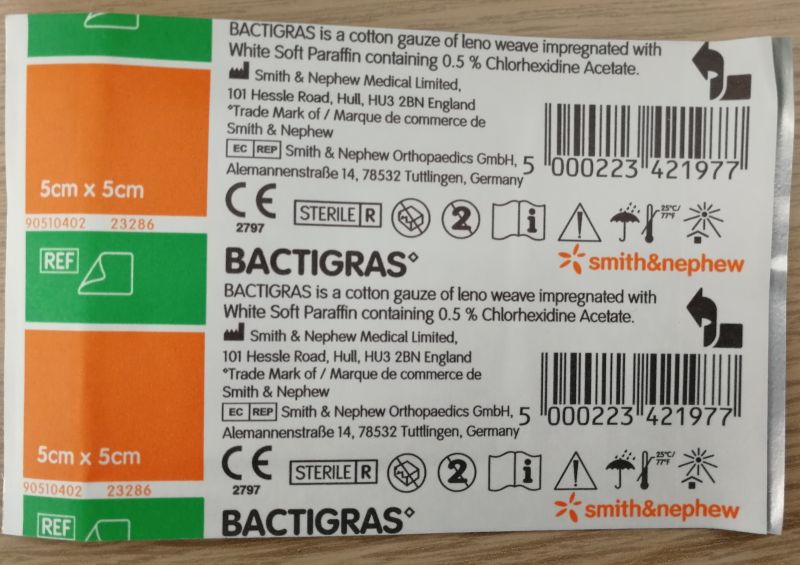 BACTIGRAS is a cotton gauze of leno weave impregnated with
White Soft Paraffin containing 0.5 % Chlorhexidine Acetate.
Smith & Nephew Medical Limited,
101 Hessle Road, Hull, HU3 2BN England
°Trade Mark of / Marque de commerce de
Smith & Nephew
EC REP Smith & Nephew Orthopaedics GmbH,
Alemannenstraße 14, 78532 Tuttlingen, Germany
5 000223 421977
5cm x 5cm
90510402 23286
CE
2797
STERILE R
2
i
25°C/
77°F
REF
BACTIGRAS°
smith&nephew
BACTIGRAS is a cotton gauze of leno weave impregnated with
White Soft Paraffin containing 0.5 % Chlorhexidine Acetate.
Smith & Nephew Medical Limited,
101 Hessle Road, Hull, HU3 2BN England
°Trade Mark of / Marque de commerce de
Smith & Nephew
EC REP Smith & Nephew Orthopaedics GmbH,
Alemannenstraße 14, 78532 Tuttlingen, Germany
5 000223 421977
5cm x 5cm
90510402 23286
CE
2797
STERILE R
2
i
25°C/
77°F
REF
BACTIGRAS°
smith&nephew